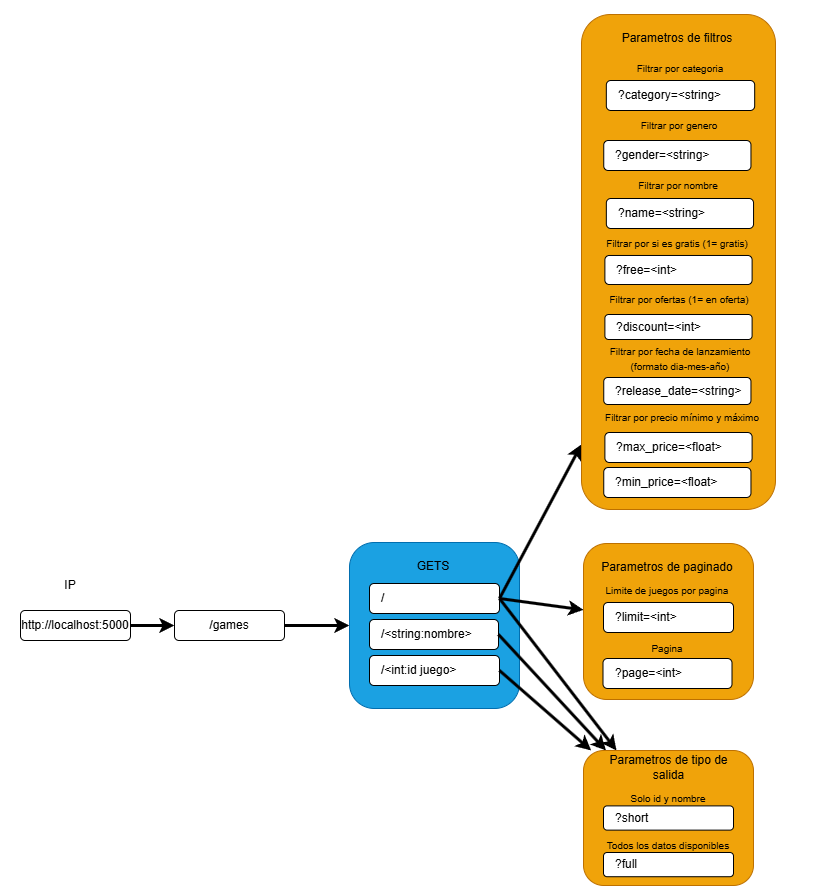 IP
http://localhost:5000
/games
GETS
/
/<string:nombre>
/<int:id juego>
Parametros de filtros
Filtrar por categoria
?category=<string>
Filtrar por genero
?gender=<string>
Filtrar por nombre
?name=<string>
Filtrar por si es gratis (1= gratis)
?free=<int>
Filtrar por ofertas (1= en oferta)
?discount=<int>
Filtrar por fecha de lanzamiento
(formato dia-mes-año)
?release_date=<string>
Filtrar por precio mínimo y máximo
?max_price=<float>
?min_price=<float>
Parametros de paginado
Limite de juegos por pagina
?limit=<int>
Pagina
?page=<int>
Parametros de tipo de
salida
Solo id y nombre
?short
Todos los datos disponibles
?full